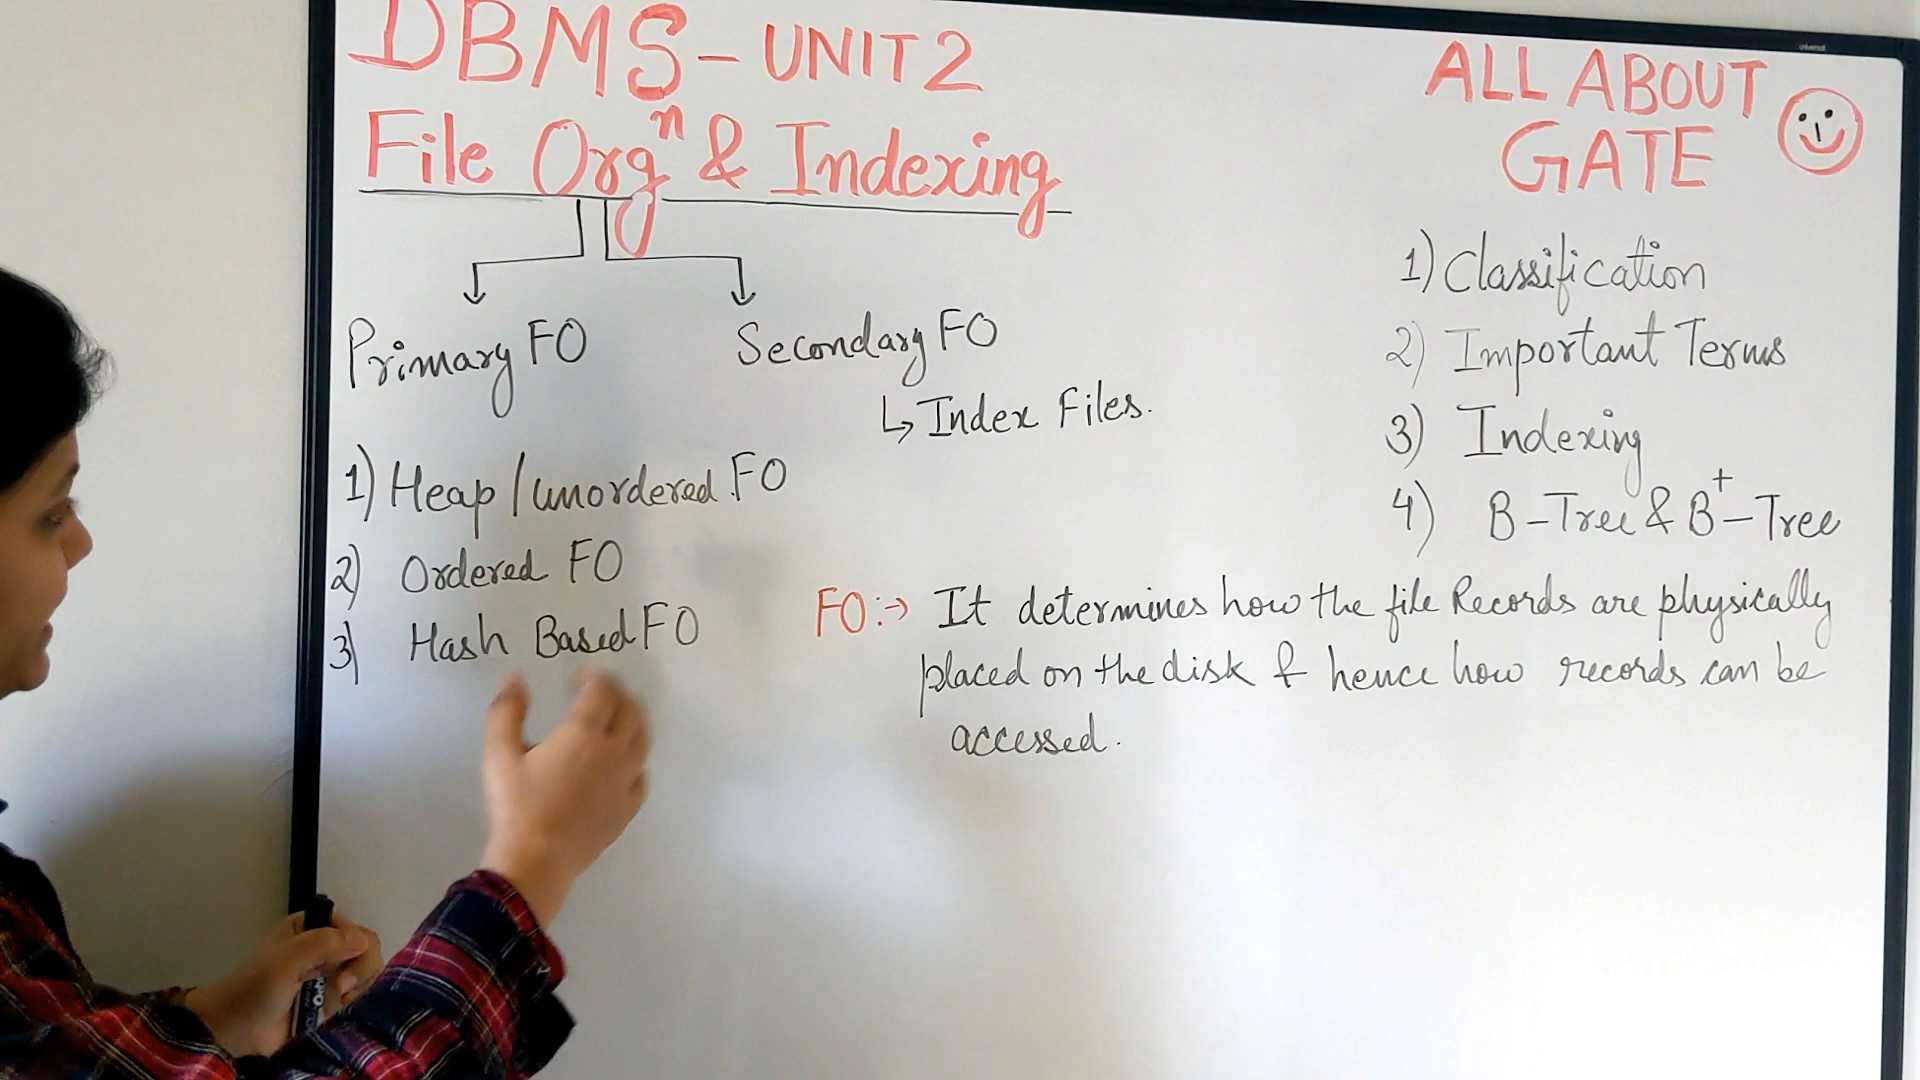 DBMS - UNIT 2
File Orgⁿ & Indexing
Primary FO
Secondary FO
↳ Index Files.
1) Heap / unordered FO
2) Ordered FO
3) Hash Based FO
ALL ABOUT
GATE
1) Classification
2) Important Terms
3) Indexing
4) B-Tree & B⁺-Tree
FO:→ It determines how the file Records are physically
placed on the disk & hence how records can be
accessed.